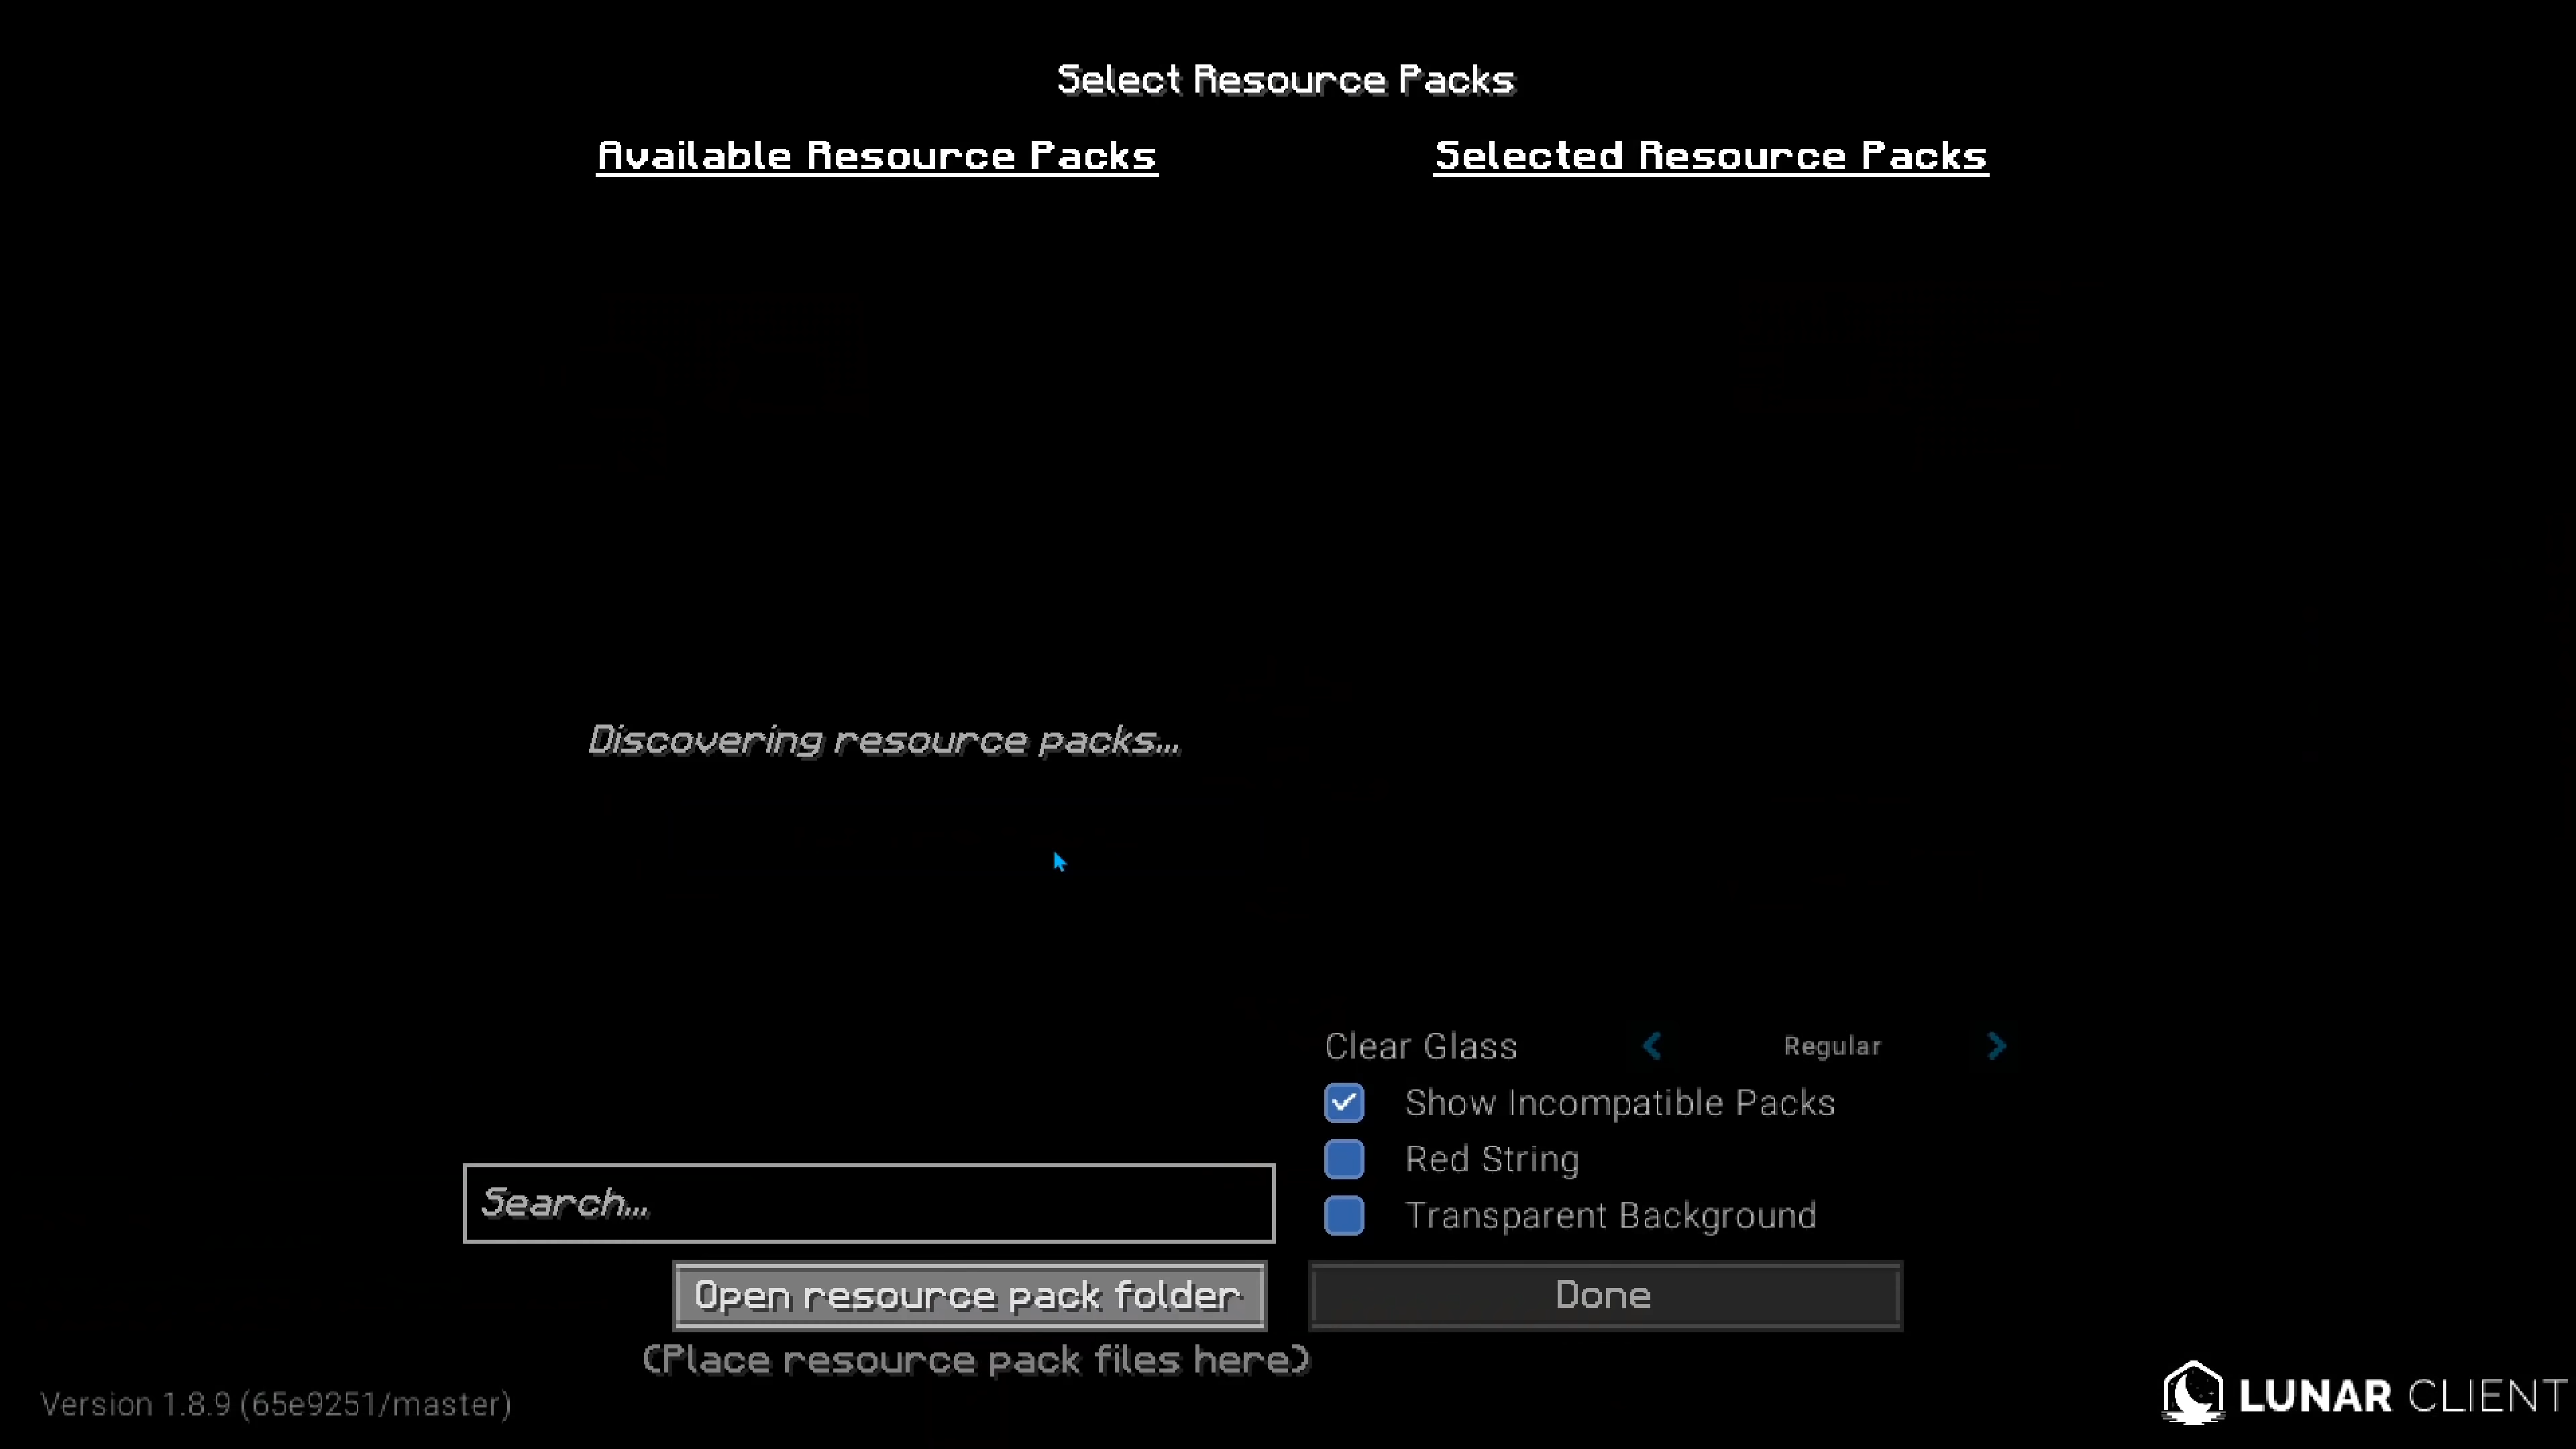 Select Resource Packs
Available Resource Packs
Selected Resource Packs
Discovering resource packs...
Clear Glass
Regular
Show Incompatible Packs
Red String
Transparent Background
Search...
Open resource pack folder
Done
(Place resource pack files here)
Version 1.8.9 (65e9251/master)
LUNAR CLIENT